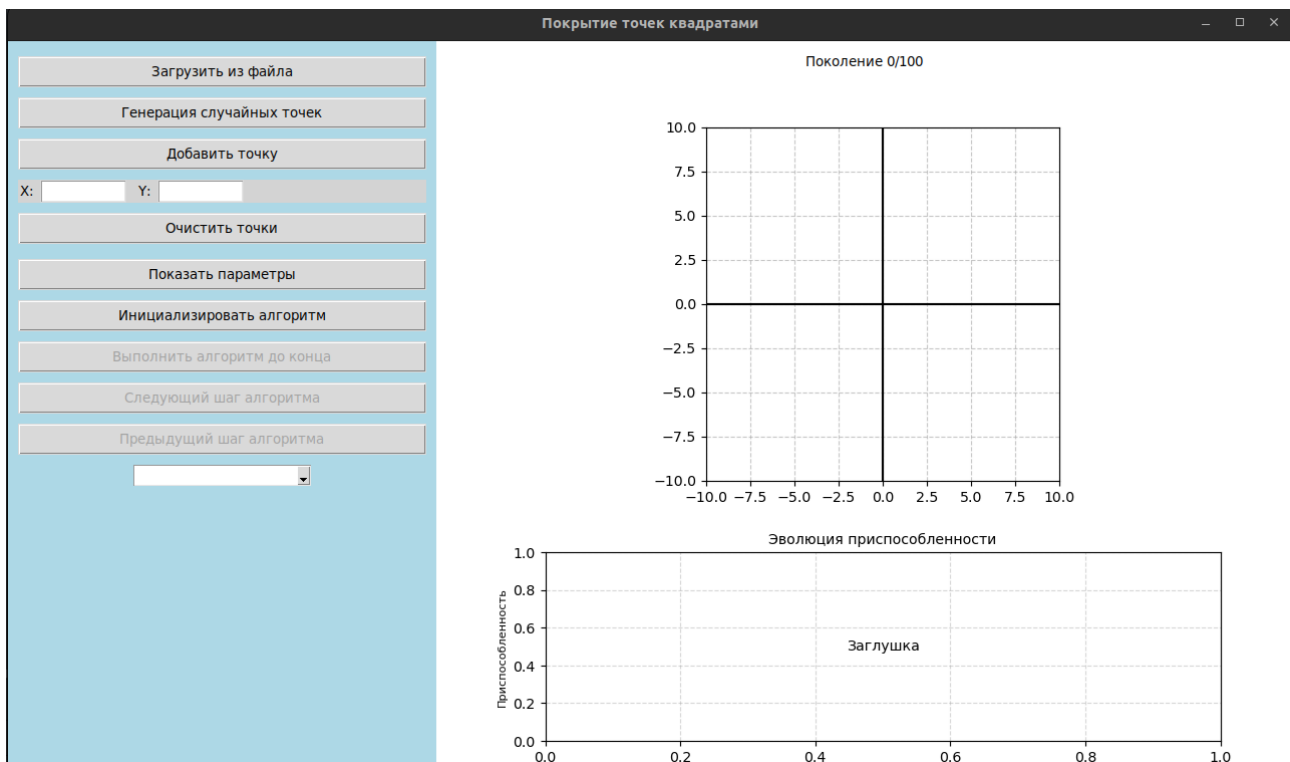 Покрытие точек квадратами
Загрузить из файла
Генерация случайных точек
Добавить точку
X: Y:
Очистить точки
Показать параметры
Инициализировать алгоритм
Выполнить алгоритм до конца
Следующий шаг алгоритма
Предыдущий шаг алгоритма
Поколение 0/100
10.0
7.5
5.0
2.5
0.0
−2.5
−5.0
−7.5
−10.0
−10.0 −7.5 −5.0 −2.5 0.0 2.5 5.0 7.5 10.0
Эволюция приспособленности
Приспособленность
1.0
0.8
0.6
0.4
0.2
0.0
Заглушка
0.0 0.2 0.4 0.6 0.8 1.0